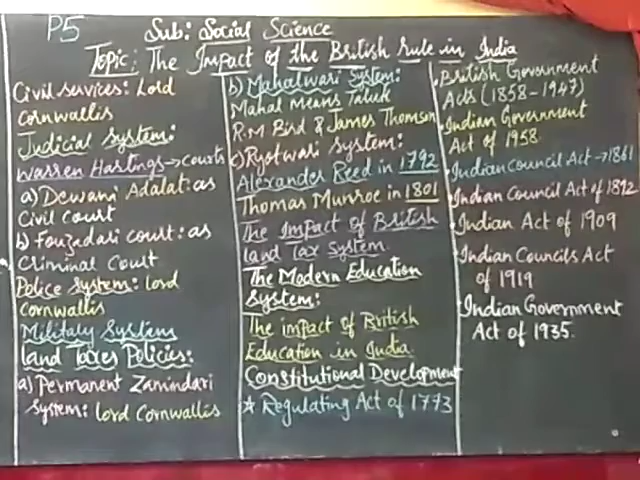 P5
Sub: Social Science
Topic: The Impact of the British rule in India
Civil services: Lord
Cornwallis
Judicial System:
Warren Hartings → Courts
a) Dewani Adalat: as
Civil Court
b) Fouzadari court: as
Criminal Court
Police System: lord
Cornwallis
Militaly System
land Taxes Policies:
a) Permanent Zamindari
System: lord Cornwallis
b) Mahalwari System:
Mahal Means Taluk
R.M Bird & James Thomson
c) Ryotwari System:
Alexander Reed in 1792
Thomas Munroe in 1801
The Impact of British
land Tax System.
The Modern Education
System:
The impact of British
Education in India
Constitutional Development
* Regulating Act of 1773
British Government
Acts (1858-1947)
Indian Government
Act of 1958.
Indian Council Act → 1861
Indian Council Act of 1892
Indian Act of 1909
Indian Councils Act
of 1919
Indian Government
Act of 1935.